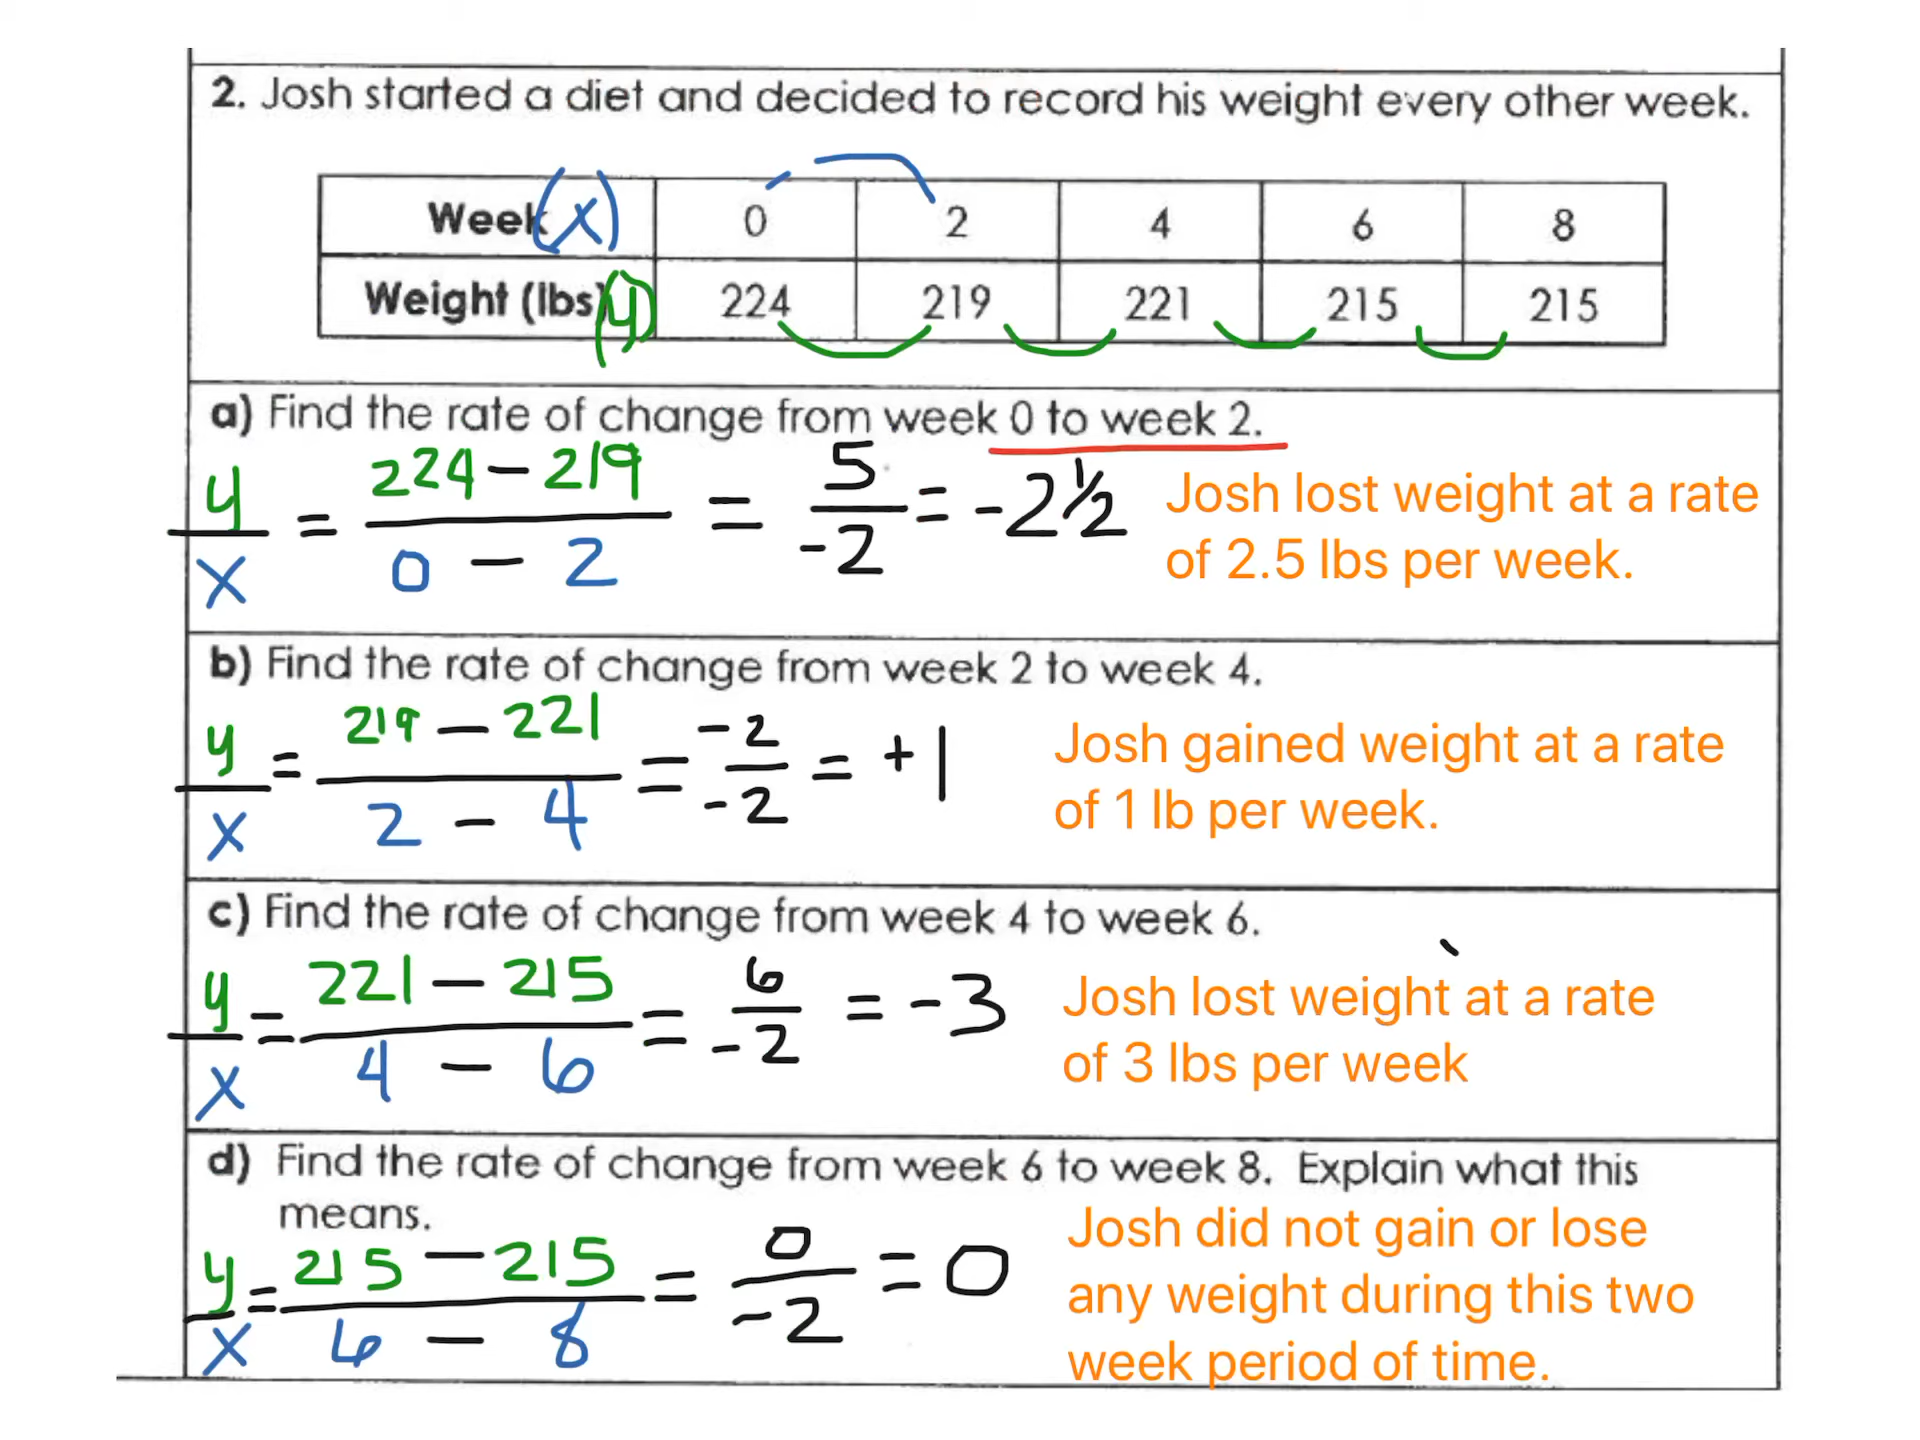 2. Josh started a diet and decided to record his weight every other week.
Week (x) 0 2 4 6 8
Weight (lbs) (y) 224 219 221 215 215
a) Find the rate of change from week 0 to week 2.
y/x = 224 - 219 / 0 - 2 = 5/-2 = -2 1/2 Josh lost weight at a rate
of 2.5 lbs per week.
b) Find the rate of change from week 2 to week 4.
y/x = 219 - 221 / 2 - 4 = -2/-2 = +1 Josh gained weight at a rate
of 1 lb per week.
c) Find the rate of change from week 4 to week 6.
y/x = 221 - 215 / 4 - 6 = 6/-2 = -3 Josh lost weight at a rate
of 3 lbs per week
d) Find the rate of change from week 6 to week 8. Explain what this
means.
y/x = 215 - 215 / 6 - 8 = 0/-2 = 0 Josh did not gain or lose
any weight during this two
week period of time.